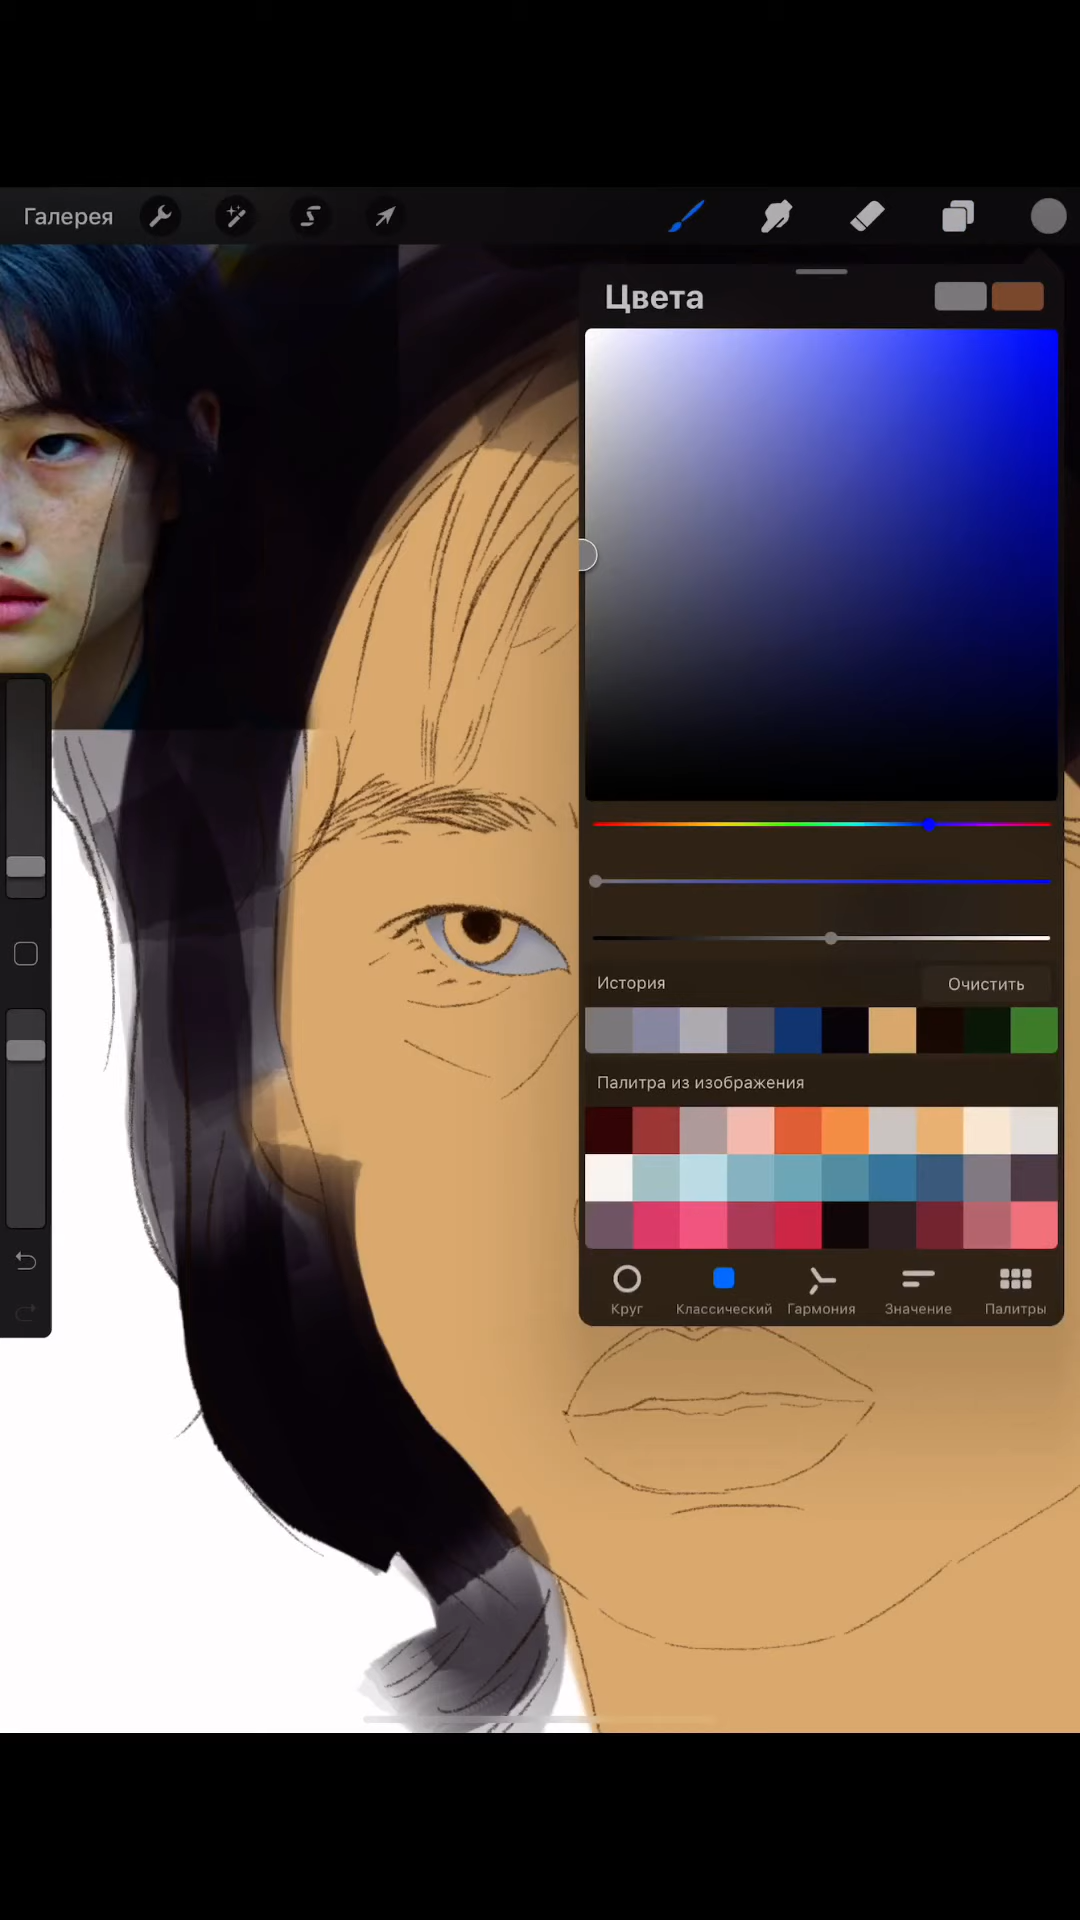 Галерея
Цвета
История
Очистить
Палитра из изображения
Круг
Классический
Гармония
Значение
Палитры